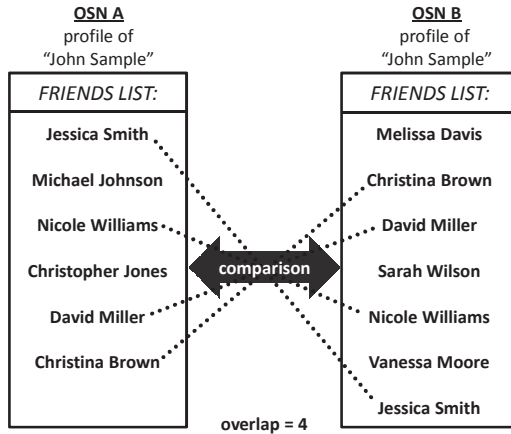 OSN A
profile of
“John Sample”
FRIENDS LIST:
Jessica Smith
Michael Johnson
Nicole Williams
Christopher Jones
David Miller
Christina Brown
comparison
overlap = 4
OSN B
profile of
“John Sample”
FRIENDS LIST:
Melissa Davis
Christina Brown
David Miller
Sarah Wilson
Nicole Williams
Vanessa Moore
Jessica Smith